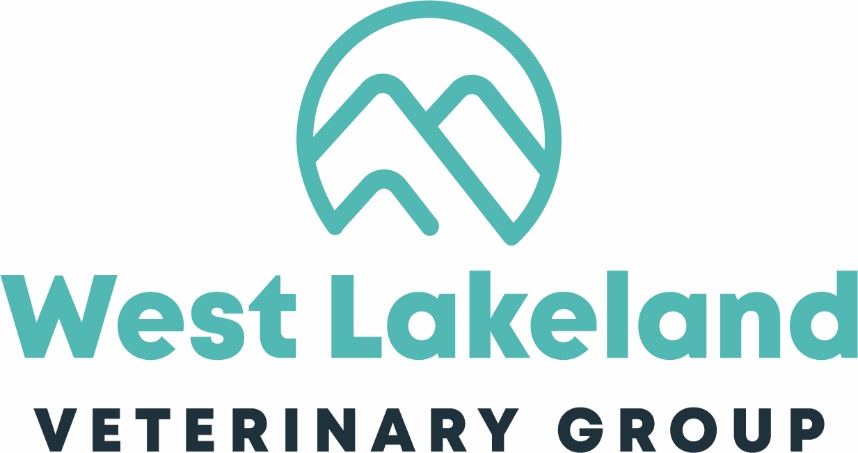 West Lakeland
VETERINARY GROUP